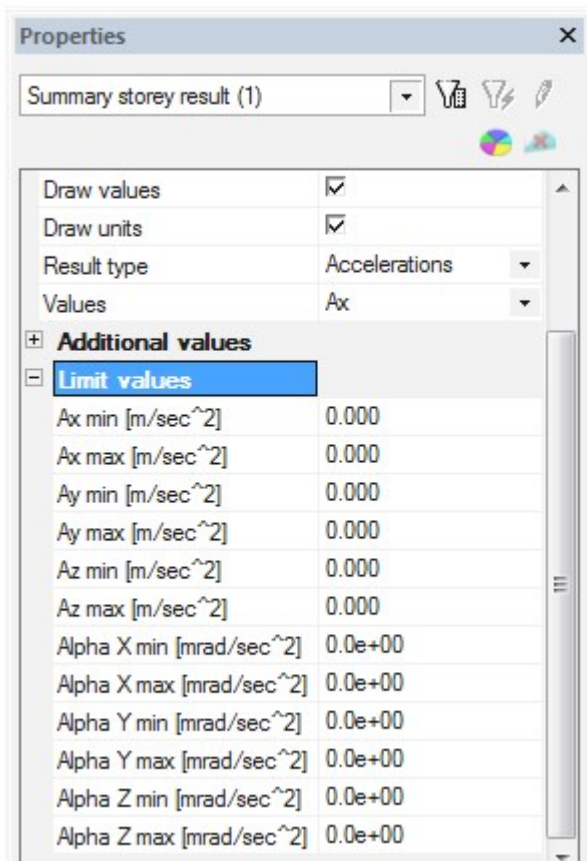 Properties
Summary storey result (1)
Draw values
Draw units
Result type Accelerations
Values Ax
Additional values
Limit values
Ax min [m/sec^2] 0.000
Ax max [m/sec^2] 0.000
Ay min [m/sec^2] 0.000
Ay max [m/sec^2] 0.000
Az min [m/sec^2] 0.000
Az max [m/sec^2] 0.000
Alpha X min [mrad/sec^2] 0.0e+00
Alpha X max [mrad/sec^2] 0.0e+00
Alpha Y min [mrad/sec^2] 0.0e+00
Alpha Y max [mrad/sec^2] 0.0e+00
Alpha Z min [mrad/sec^2] 0.0e+00
Alpha Z max [mrad/sec^2] 0.0e+00